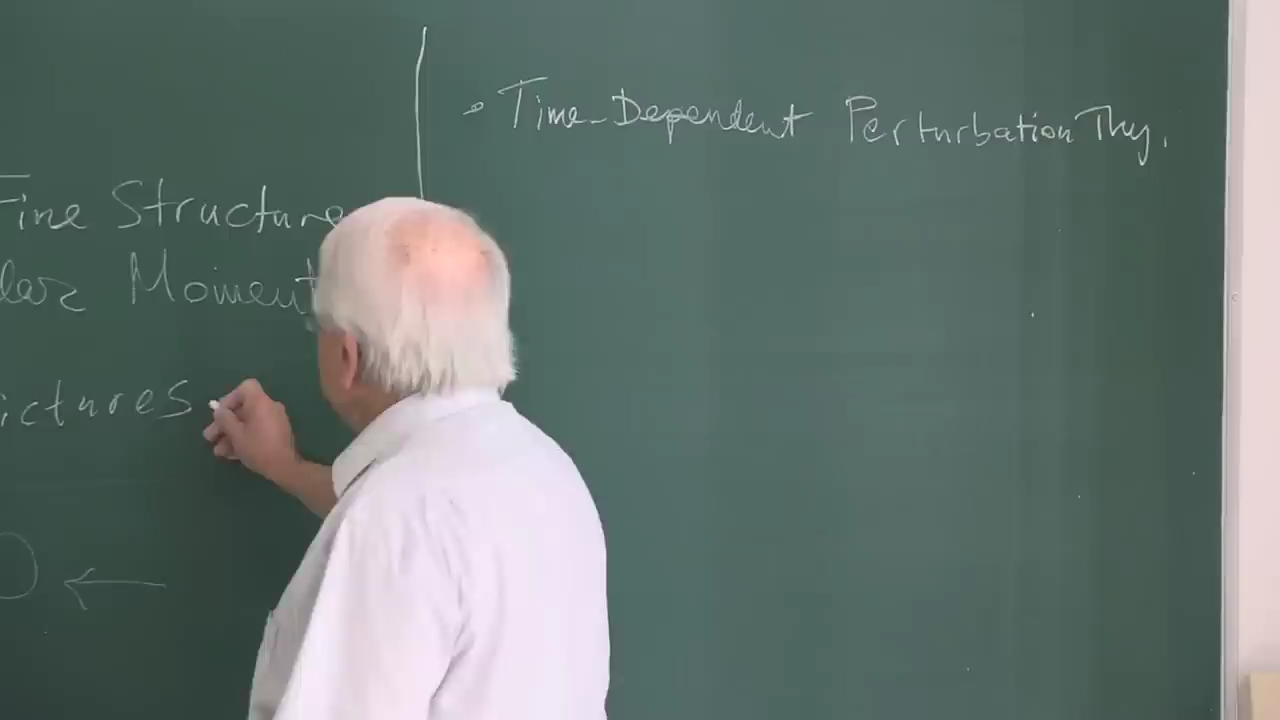 Fine Structure
lar Moment
ictures
• Time-Dependent Perturbation Thy.